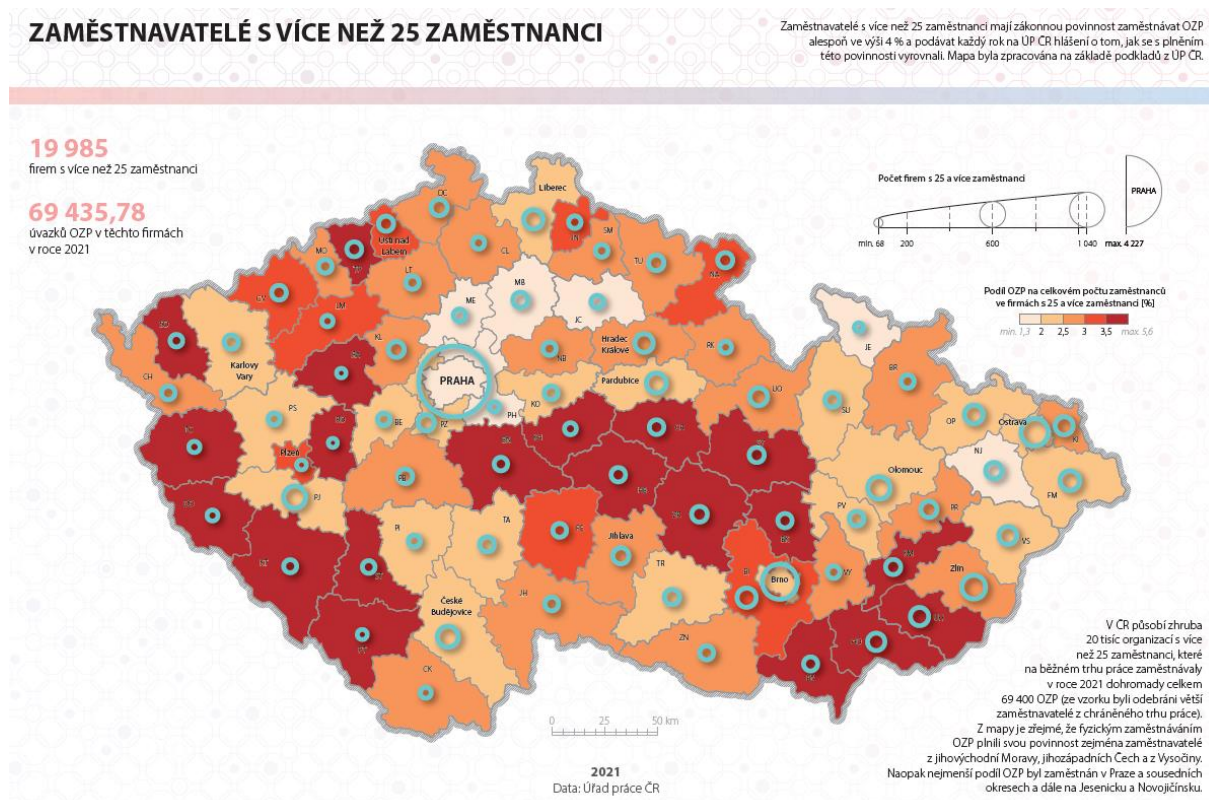 ZAMĚSTNAVATELÉ S VÍCE NEŽ 25 ZAMĚSTNANCI
Zaměstnavatelé s více než 25 zaměstnanci mají zákonnou povinnost zaměstnávat OZP
alespoň ve výši 4 % a podávat každý rok na ÚP ČR hlášení o tom, jak se s plněním
této povinnosti vyrovnali. Mapa byla zpracována na základě podkladů z ÚP ČR.
19 985
firem s více než 25 zaměstnanci
69 435,78
úvazků OZP v těchto firmách
v roce 2021
Počet firem s 25 a více zaměstnanci
min. 68
200
600
1 040
max. 4 227
PRAHA
Podíl OZP na celkovém počtu zaměstnanců
ve firmách s 25 a více zaměstnanci [%]
min. 1,3 2 2,5 3 3,5 max. 5,6
DC
Liberec
Ústí nad
Labem
JN
SM
MO
CL
TU
NA
LT
CV
MB
ME
JC
LN
JE
KL
Hradec
Králové
NB
RK
BR
Karlovy
Vary
CH
PRAHA
Pardubice
UO
SU
KO
PH
PS
BE
PZ
OP
Ostrava
KI
Plzeň
NJ
Olomouc
FM
PJ
PB
PV
PR
PI
TA
PE
Jihlava
VS
TR
BI
Brno
VY
Zlín
České
Budějovice
JH
ZN
CK
0 25 50 km
2021
Data: Úřad práce ČR
V ČR působí zhruba
20 tisíc organizací s více
než 25 zaměstnanci, které
na běžném trhu práce zaměstnávaly
v roce 2021 dohromady celkem
69 400 OZP (ze vzorku byli odebráni větší
zaměstnavatelé z chráněného trhu práce).
Z mapy je zřejmé, že fyzickým zaměstnáváním
OZP plnili svou povinnost zejména zaměstnavatelé
z jihovýchodní Moravy, jihozápadních Čech a z Vysočiny.
Naopak nejmenší podíl OZP byl zaměstnán v Praze a sousedních
okresech a dále na Jesenicku a Novojičínsku.